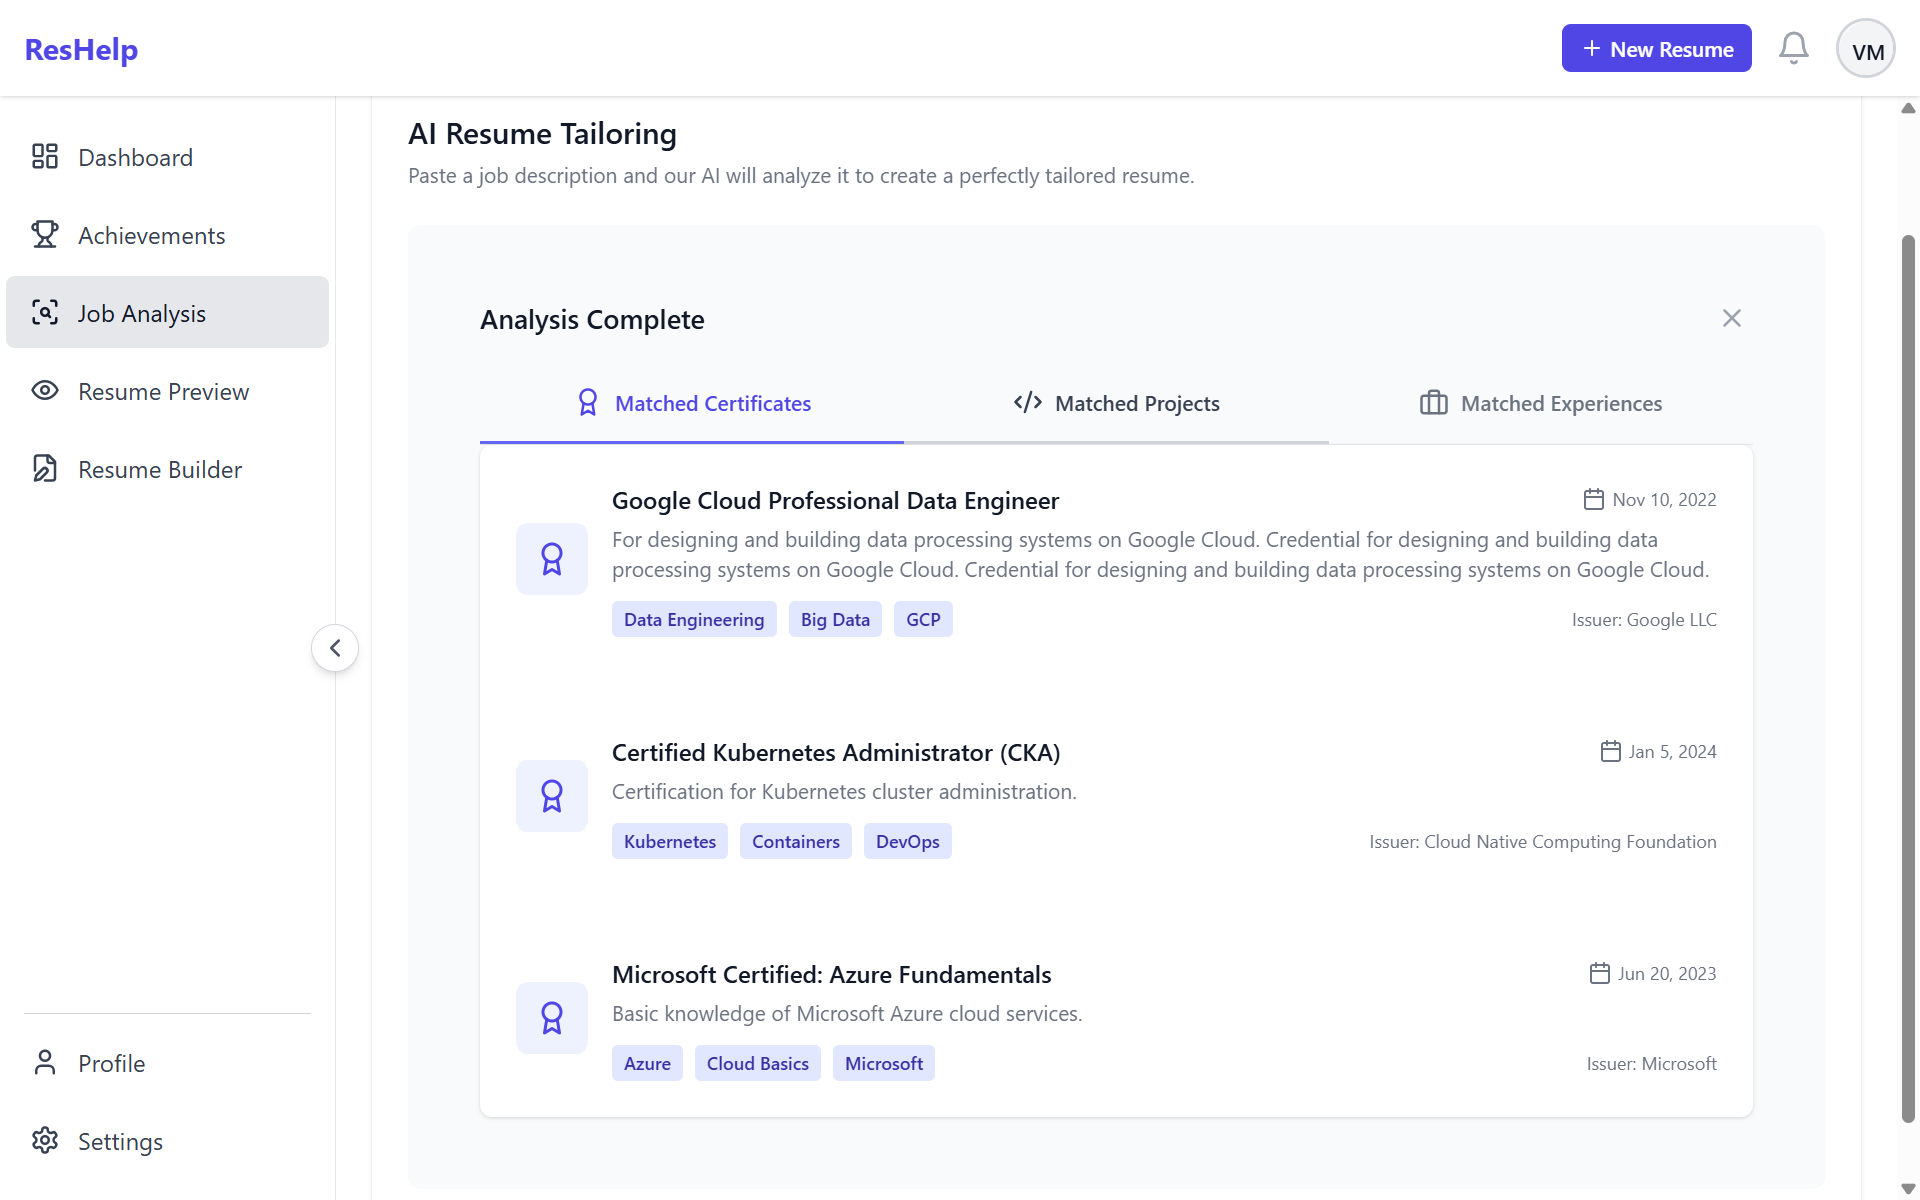 ResHelp
New Resume
VM
Dashboard
Achievements
Job Analysis
Resume Preview
Resume Builder
Profile
Settings
AI Resume Tailoring
Paste a job description and our AI will analyze it to create a perfectly tailored resume.
Analysis Complete
Matched Certificates
Matched Projects
Matched Experiences
Google Cloud Professional Data Engineer
Nov 10, 2022
For designing and building data processing systems on Google Cloud. Credential for designing and building data
processing systems on Google Cloud. Credential for designing and building data processing systems on Google Cloud.
Data Engineering
Big Data
GCP
Issuer: Google LLC
Certified Kubernetes Administrator (CKA)
Jan 5, 2024
Certification for Kubernetes cluster administration.
Kubernetes
Containers
DevOps
Issuer: Cloud Native Computing Foundation
Microsoft Certified: Azure Fundamentals
Jun 20, 2023
Basic knowledge of Microsoft Azure cloud services.
Azure
Cloud Basics
Microsoft
Issuer: Microsoft